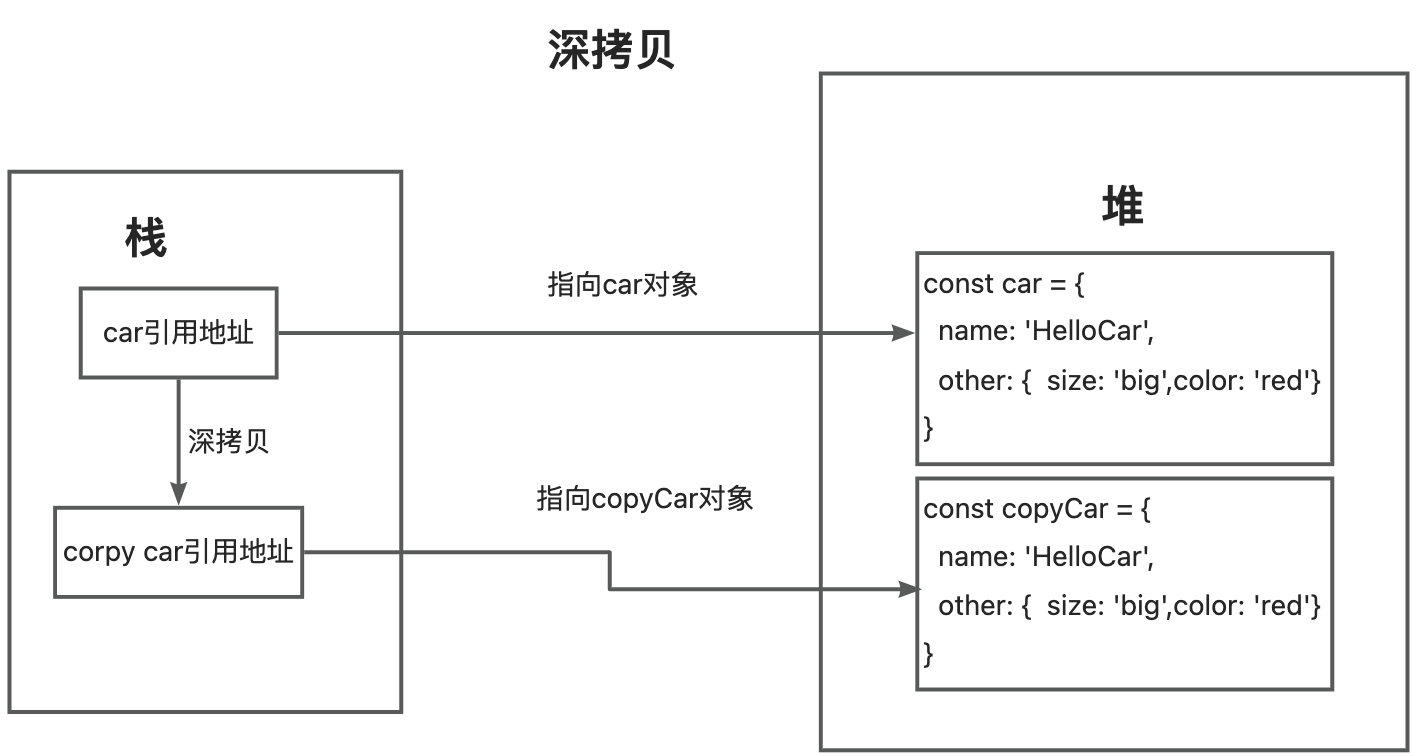 深拷贝
栈
car引用地址
深拷贝
corpy car引用地址
指向car对象
指向copyCar对象
堆
const car = {
name: 'HelloCar',
other: {  size: 'big',color: 'red'}
}
const copyCar = {
name: 'HelloCar',
other: {  size: 'big',color: 'red'}
}